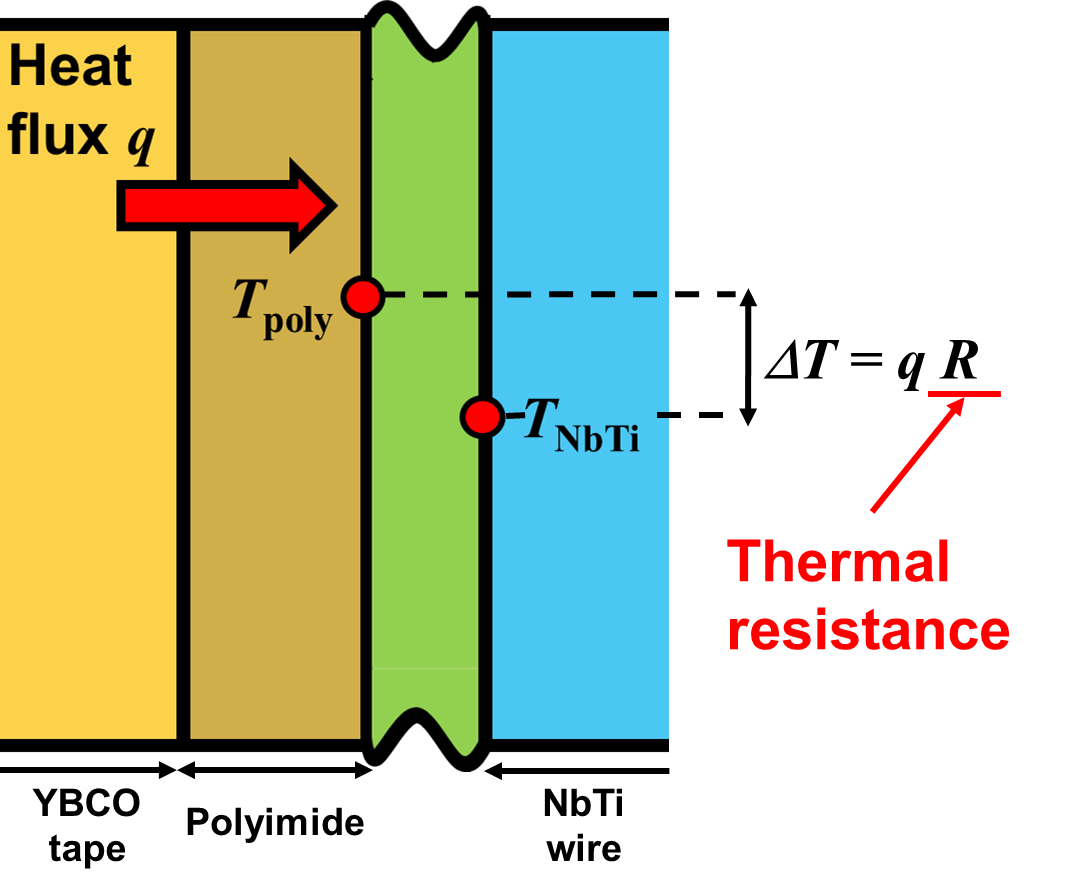 Heat
flux q
T_poly
ΔT = q R
T_NbTi
Thermal
resistance
YBCO
tape
Polyimide
NbTi
wire